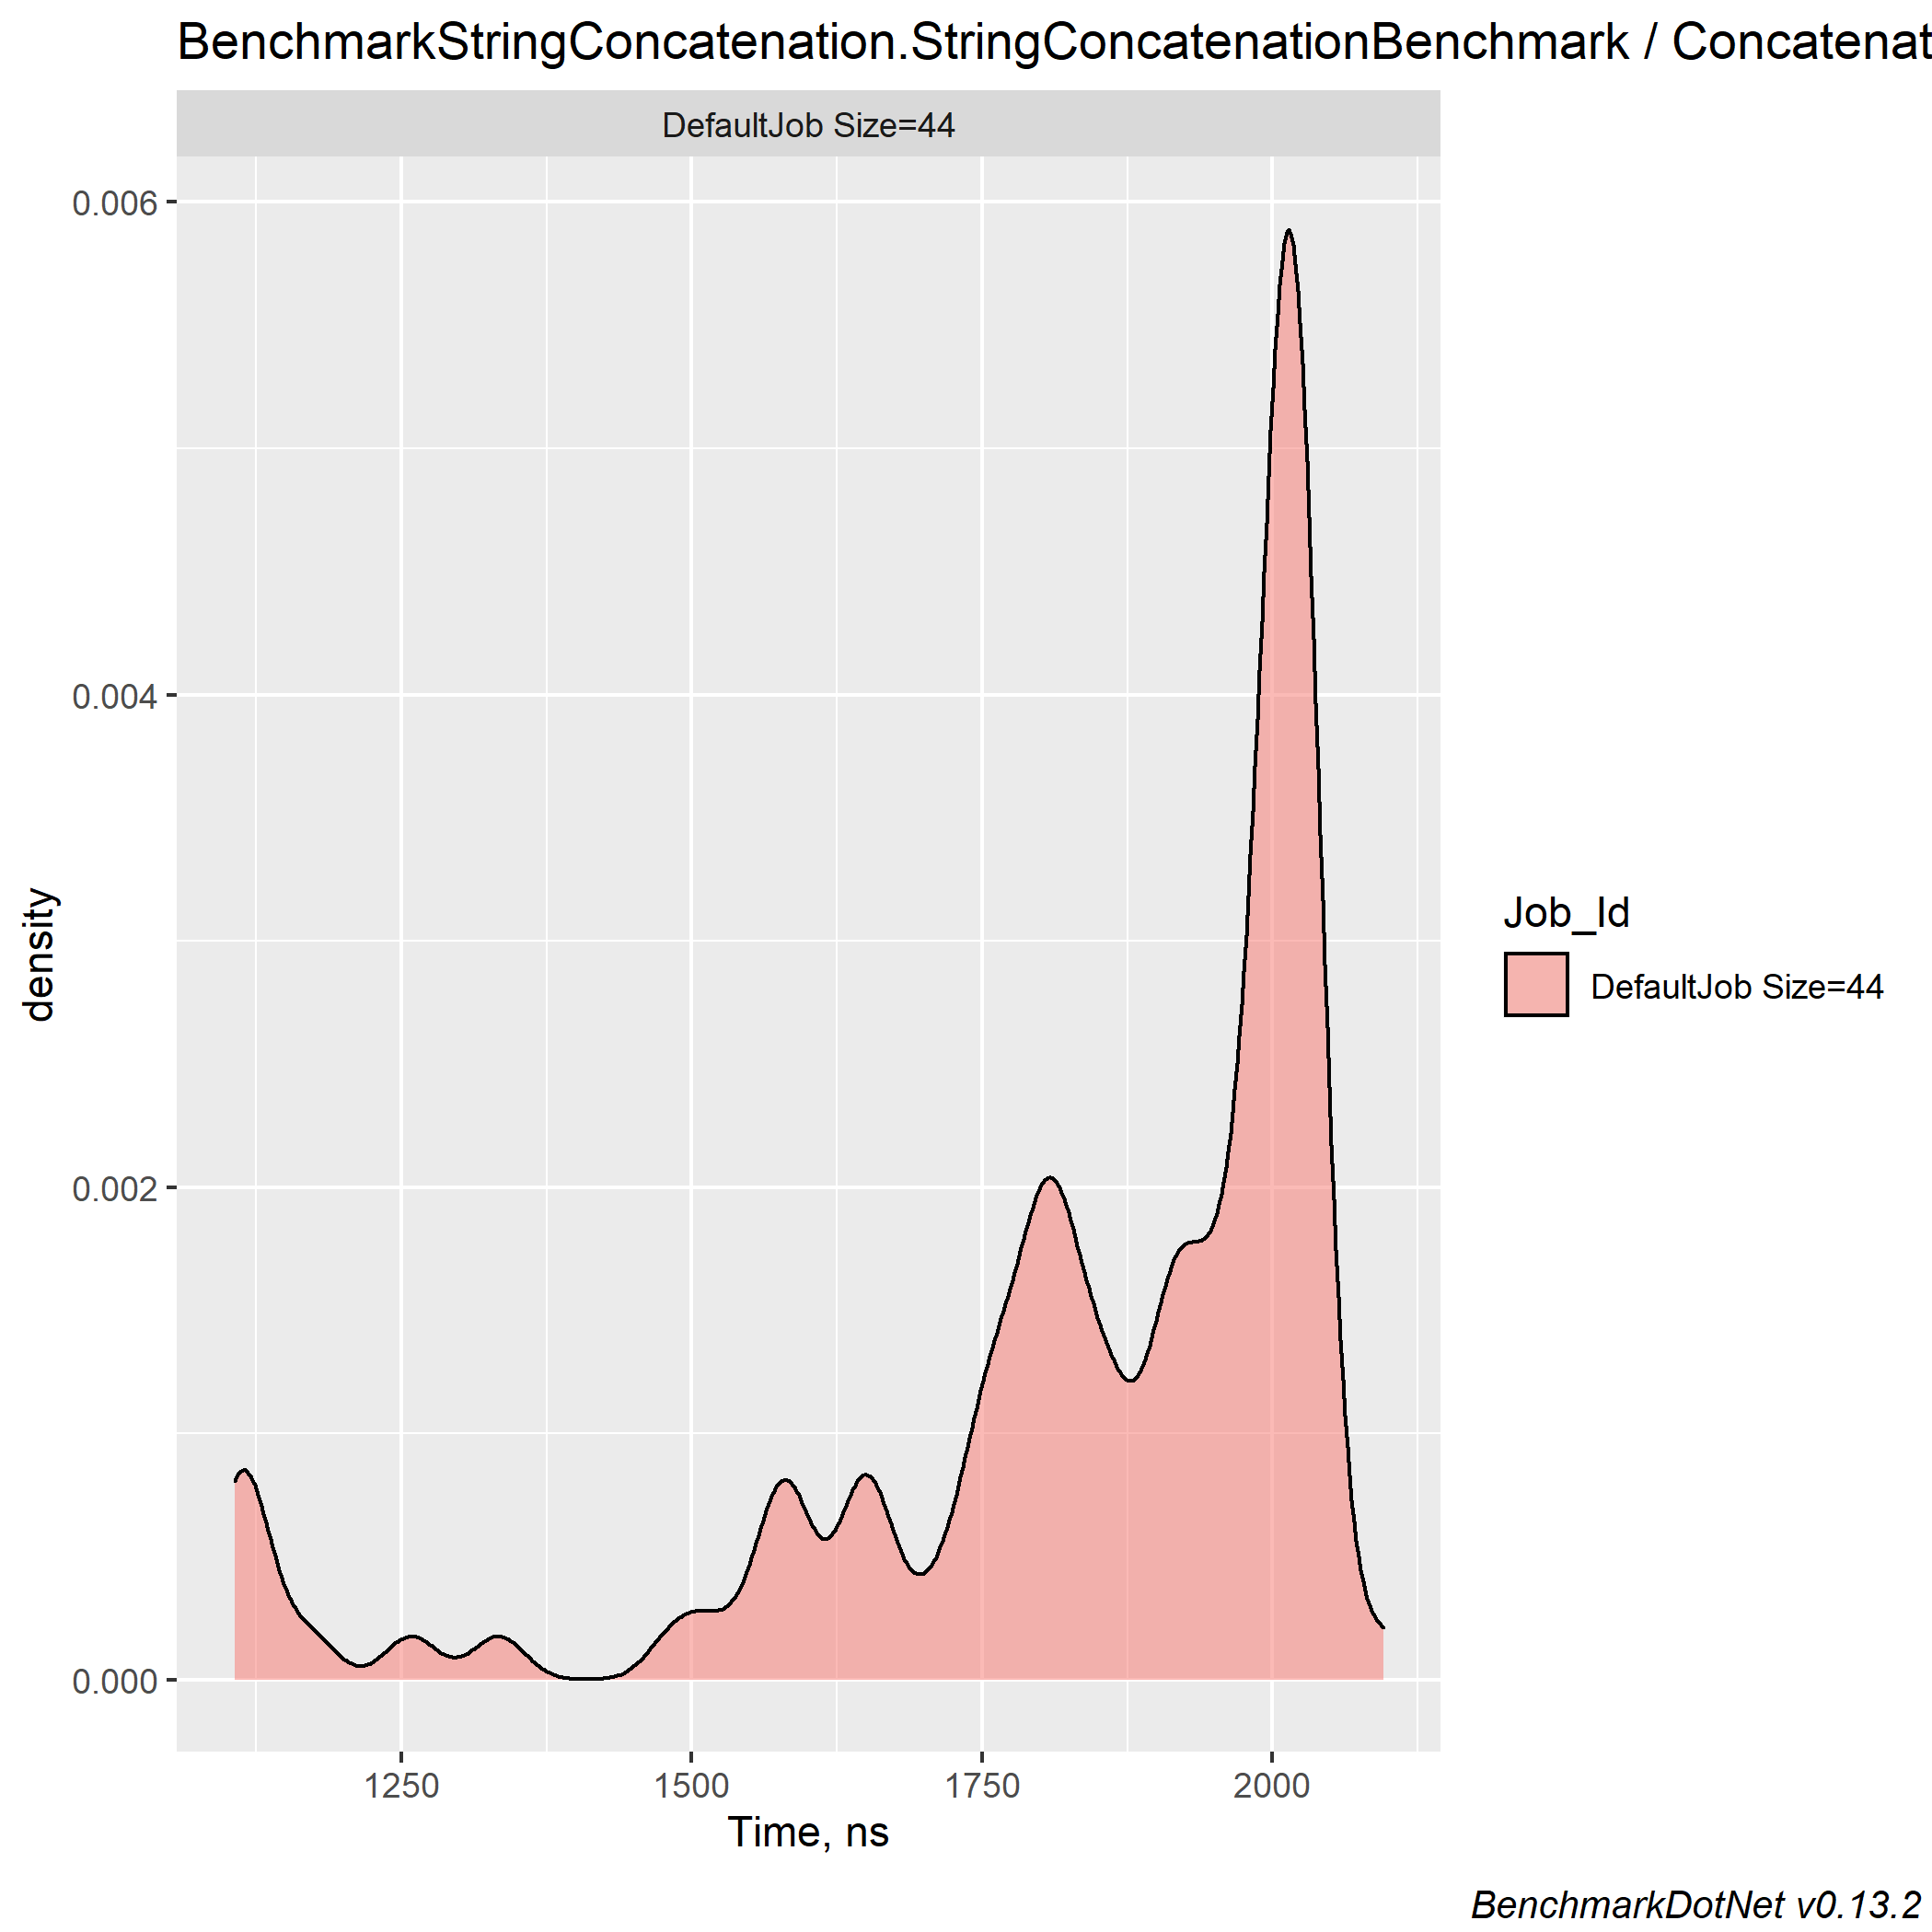 BenchmarkStringConcatenation.StringConcatenationBenchmark / Concatenat
DefaultJob Size=44
0.006
0.004
0.002
0.000
density
1250 1500 1750 2000
Time, ns
Job_Id
DefaultJob Size=44
BenchmarkDotNet v0.13.2